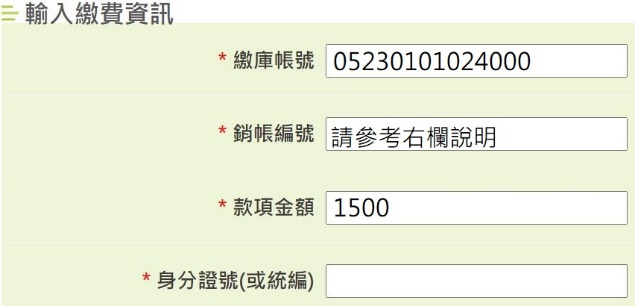 輸入繳費資訊
* 繳庫帳號 05230101024000
* 銷帳編號 請參考右欄說明
* 款項金額 1500
* 身分證號(或統編)